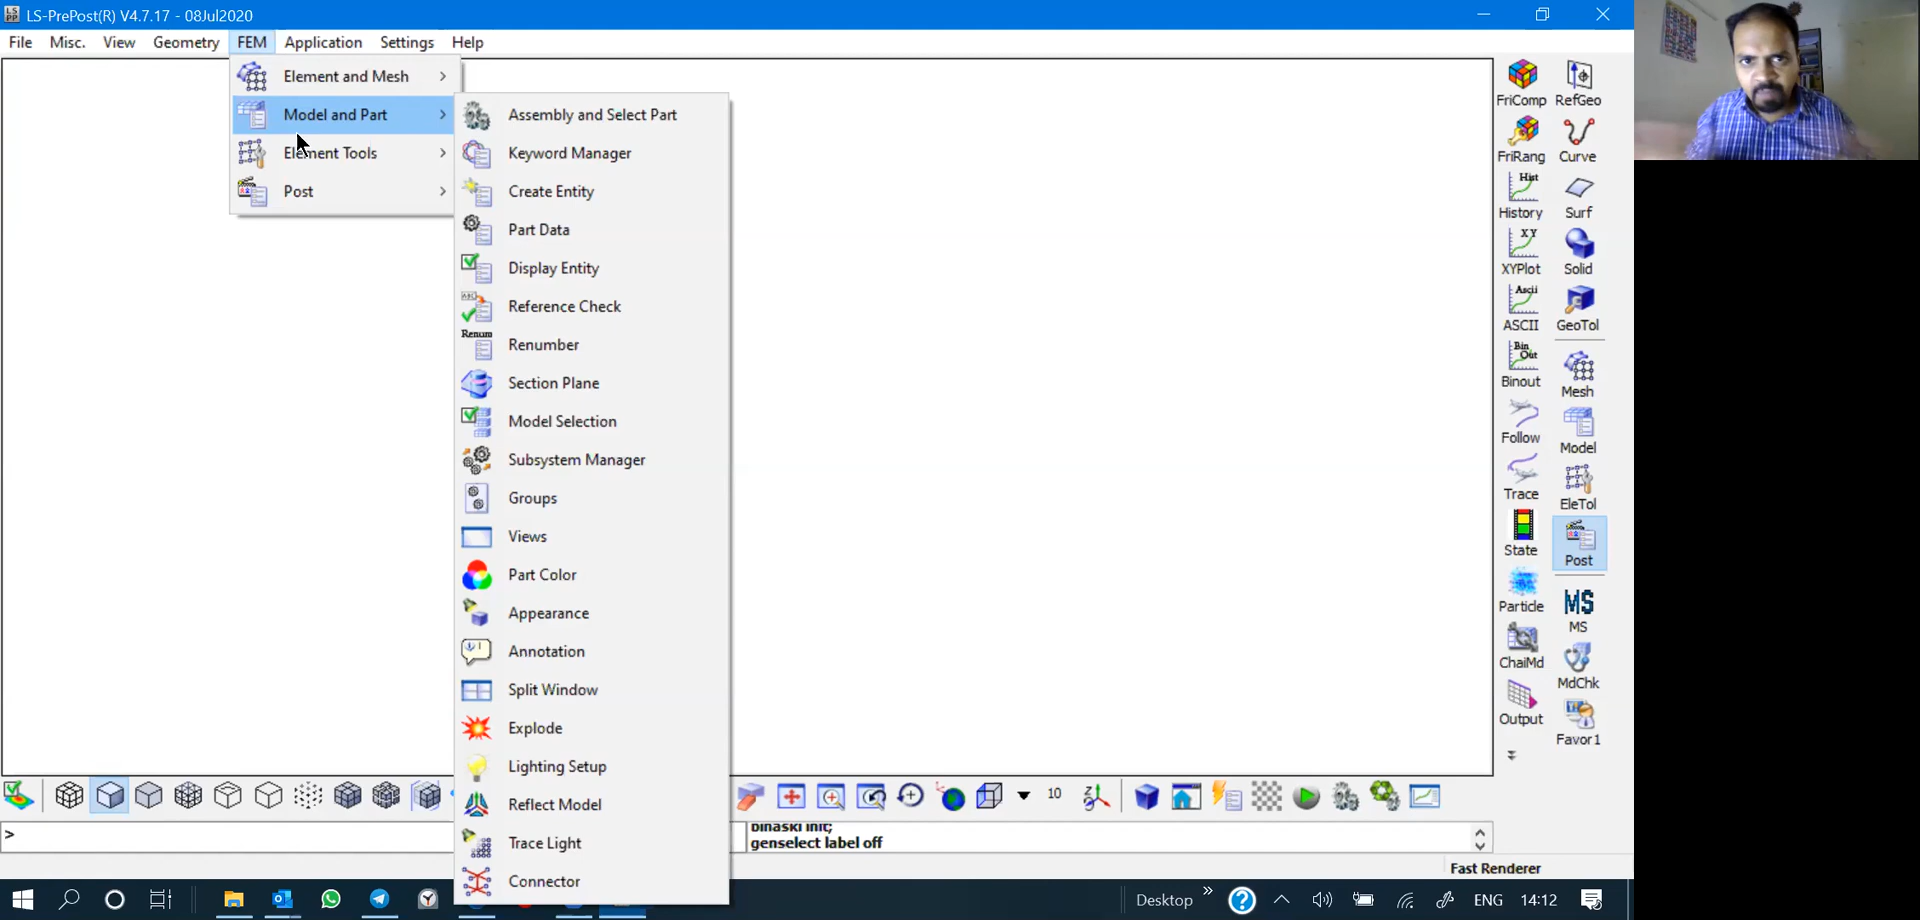 LS-PrePost(R) V4.7.17 - 08Jul2020
File Misc. View Geometry FEM Application Settings Help
Element and Mesh
Model and Part
Element Tools
Post
Assembly and Select Part
Keyword Manager
Create Entity
Part Data
Display Entity
Reference Check
Renum
Renumber
Section Plane
Model Selection
Subsystem Manager
Groups
Views
Part Color
Appearance
Annotation
Split Window
Explode
Lighting Setup
Reflect Model
Trace Light
Connector
FriComp RefGeo
FriRang Curve
Hist
History Surf
XY
XYPlot Solid
Ascii
ASCII GeoTol
Bin
Out
Binout Mesh
Follow Model
Trace EleTol
State Post
Particle MS
MS
ChaiMd MdChk
Output Favor1
10
>
binaski init;
genselect label off
Fast Renderer
Desktop ENG 14:12